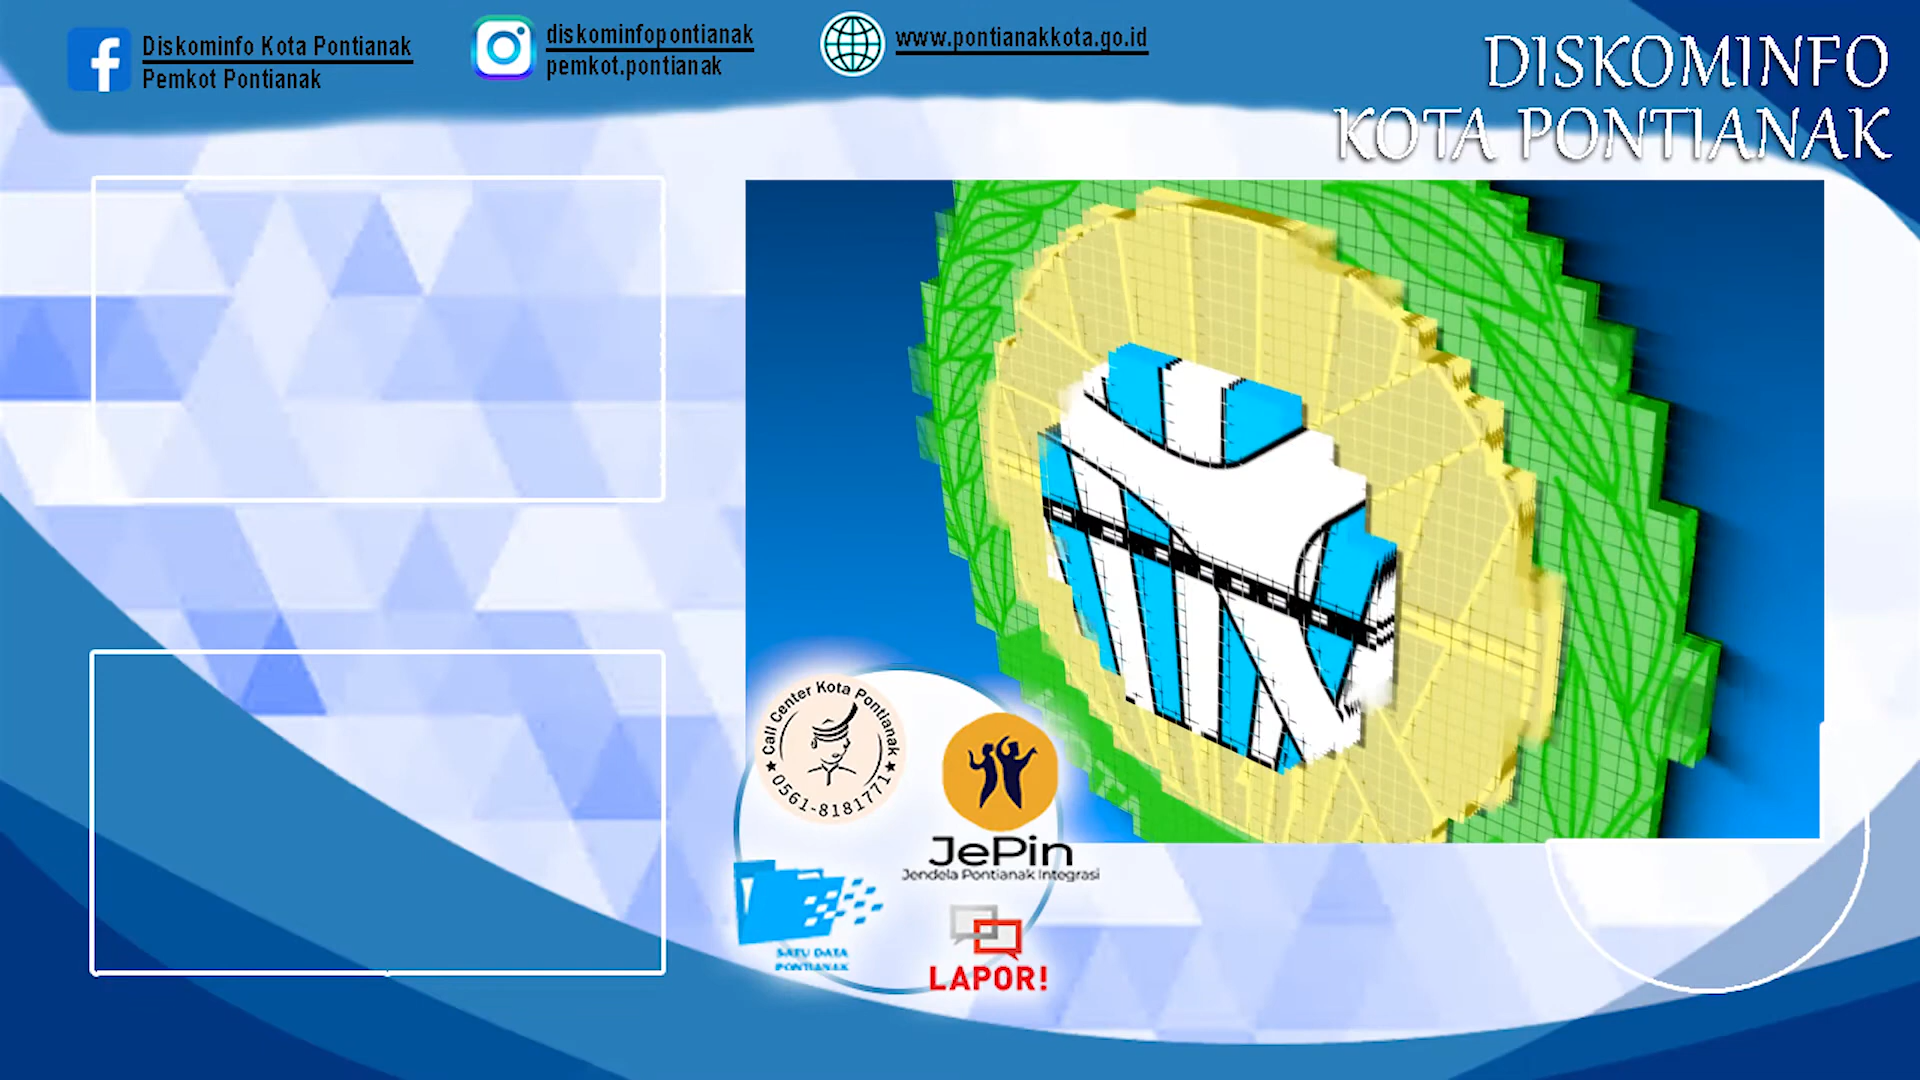 Diskominfo Kota Pontianak
Pemkot Pontianak
diskominfopontianak
pemkot.pontianak
www.pontianakkota.go.id
DISKOMINFO
KOTA PONTIANAK
Call Center Kota Pontianak
0561-8181771
JePin
Jendela Pontianak Integrasi
SATU DATA
PONTIANAK
LAPOR!